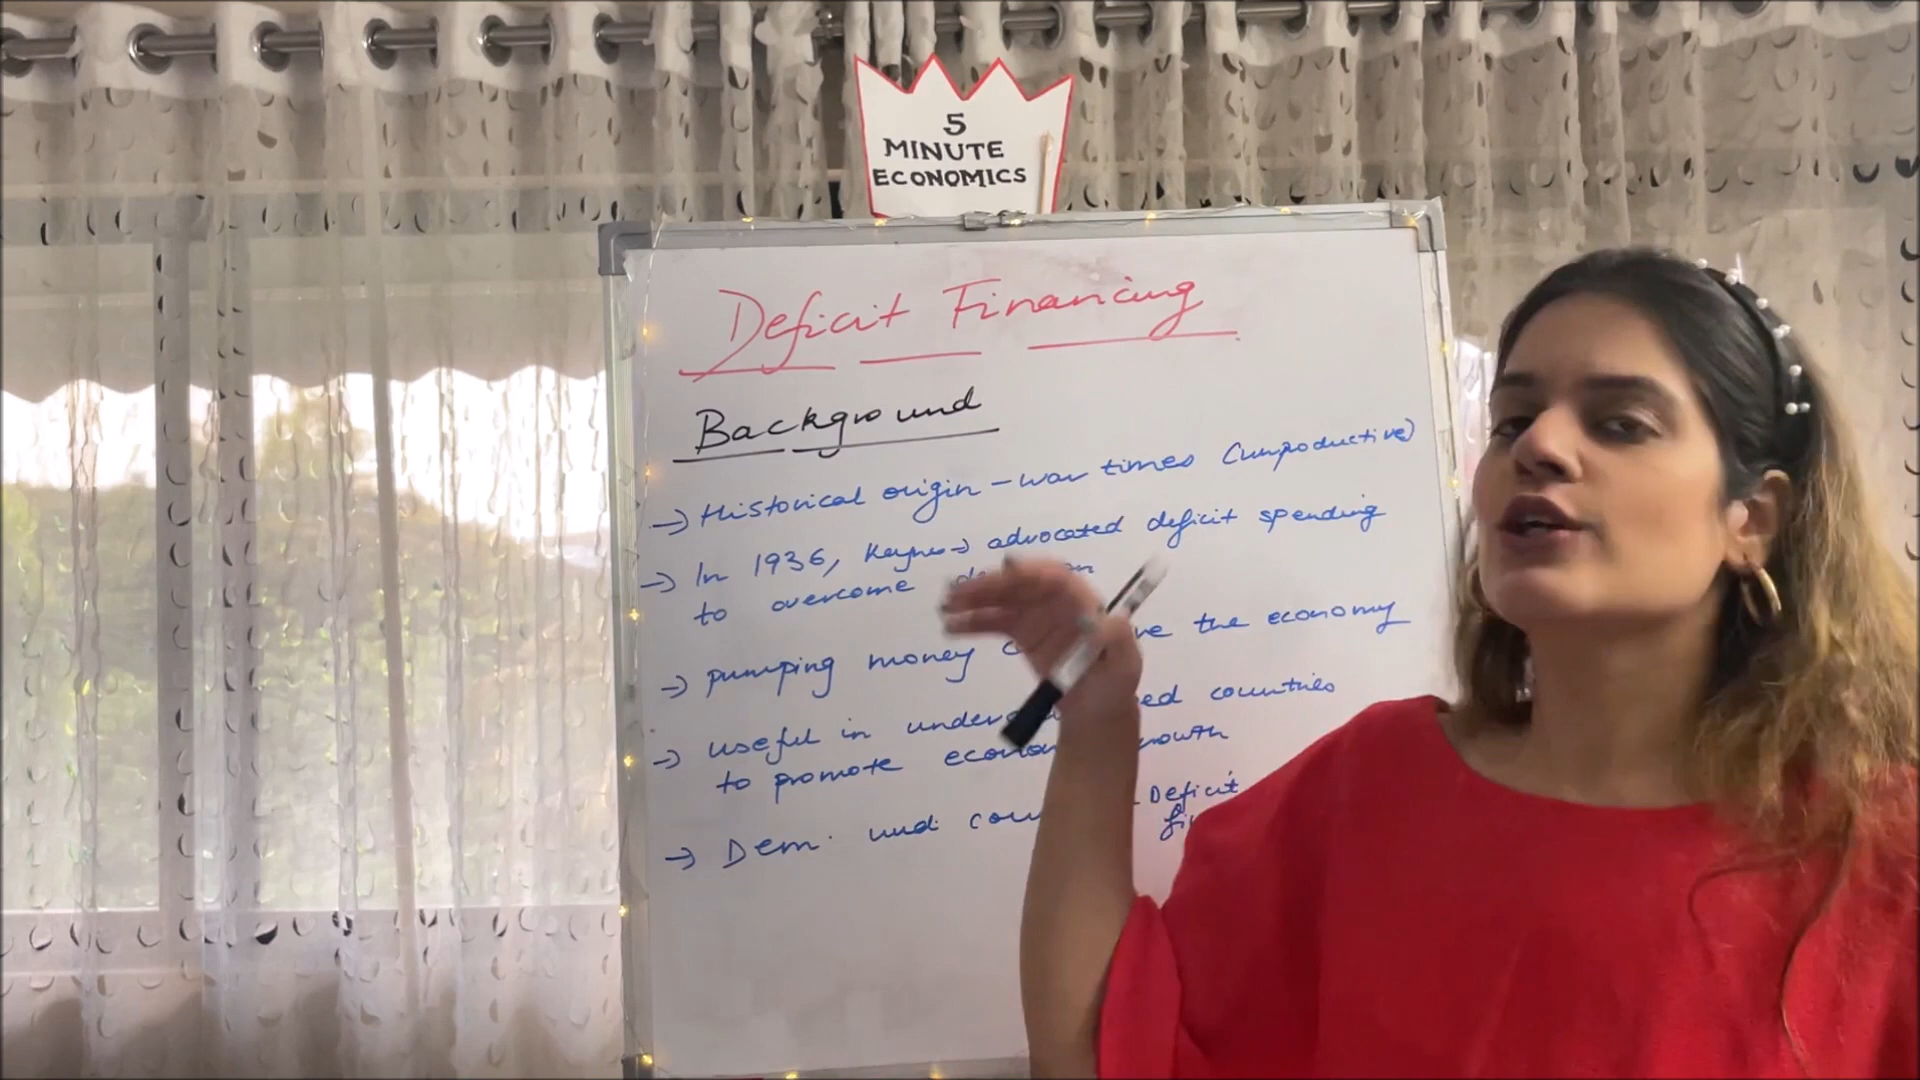 5
MINUTE
ECONOMICS
Deficit Financing
Background
→ Historical origin - war times (unproductive)
→ In 1936, Keynes → advocated deficit spending
to overcome
→ pumping money the economy
→ useful in countries
to promote
→ Dem. und. Deficit